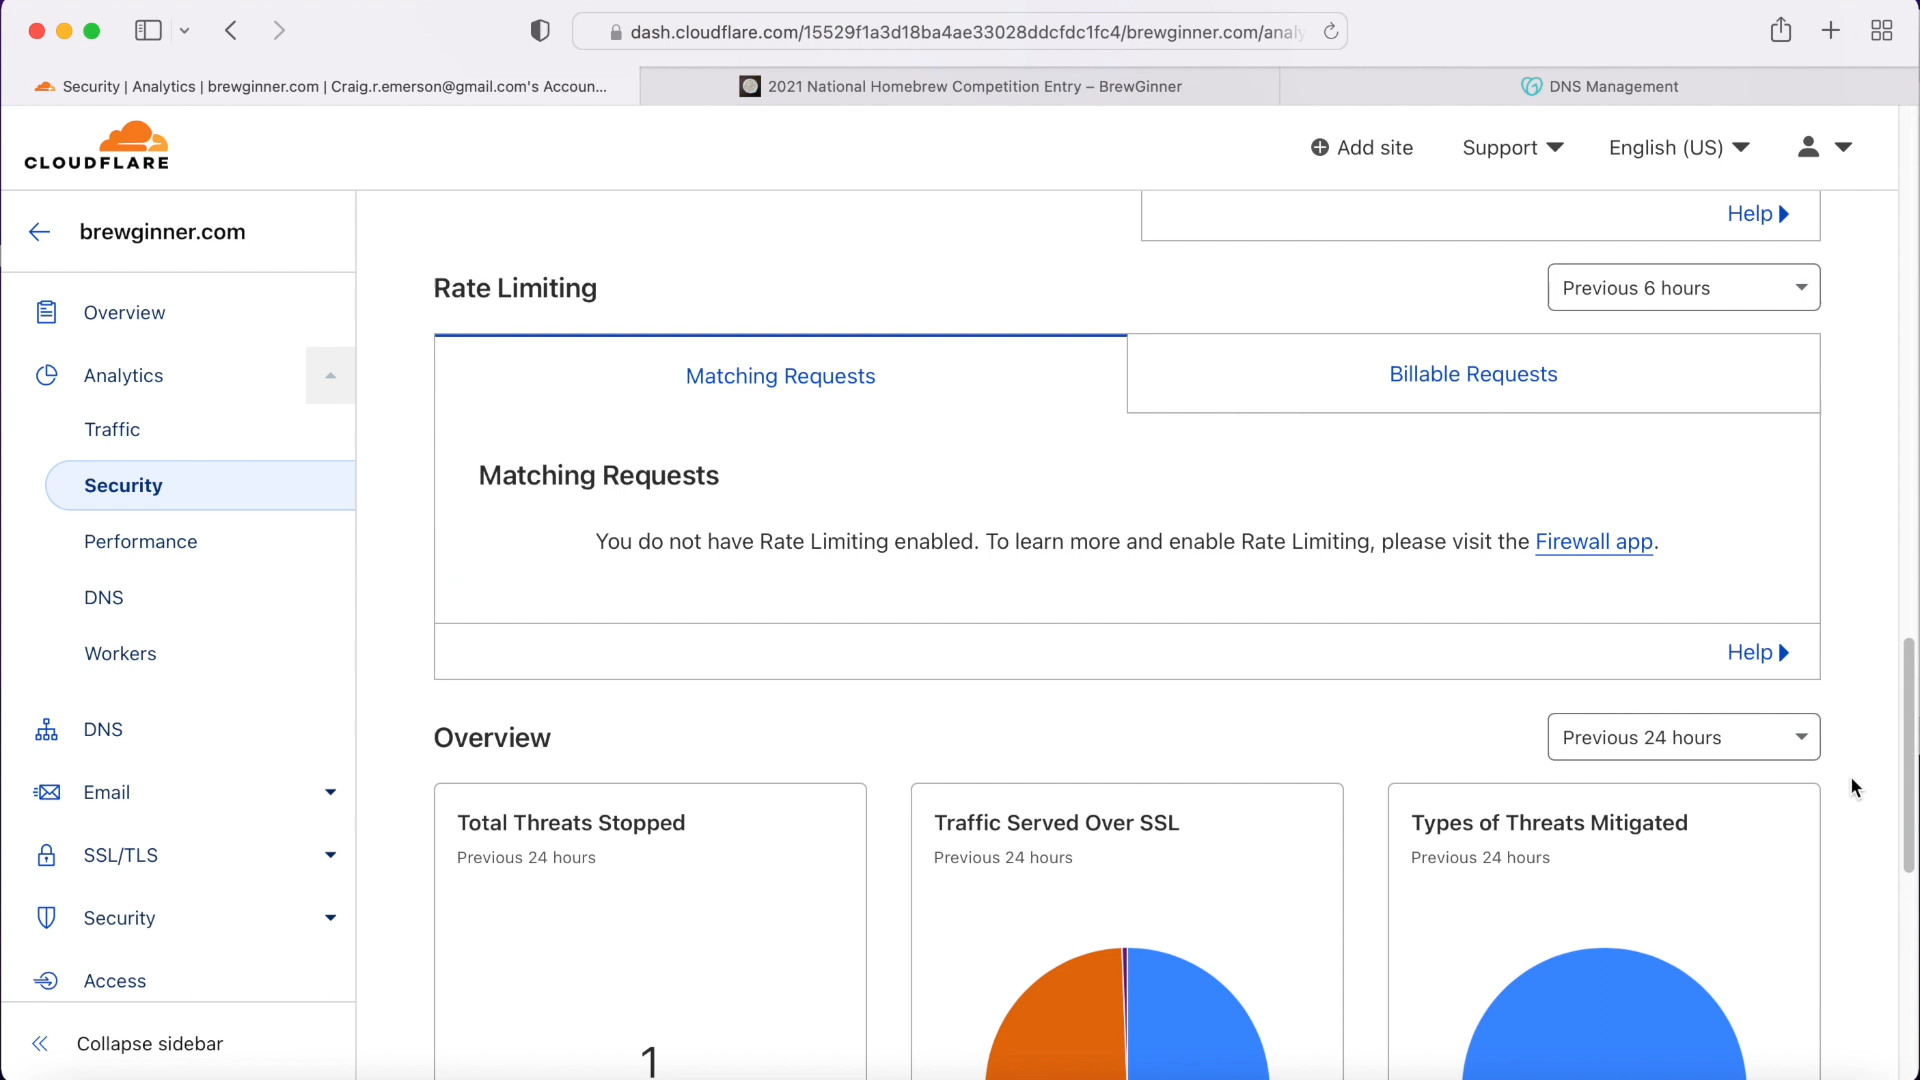 dash.cloudflare.com/15529f1a3d18ba4ae33028ddcfdc1fc4/brewginner.com/analy
Security | Analytics | brewginner.com | Craig.r.emerson@gmail.com's Accoun...
2021 National Homebrew Competition Entry – BrewGinner
DNS Management
CLOUDFLARE
Add site
Support
English (US)
brewginner.com
Help
Overview
Analytics
Traffic
Security
Performance
DNS
Workers
DNS
Email
SSL/TLS
Security
Access
Collapse sidebar
Rate Limiting
Previous 6 hours
Matching Requests
Billable Requests
Matching Requests
You do not have Rate Limiting enabled. To learn more and enable Rate Limiting, please visit the Firewall app.
Help
Overview
Previous 24 hours
Total Threats Stopped
Previous 24 hours
1
Traffic Served Over SSL
Previous 24 hours
Types of Threats Mitigated
Previous 24 hours